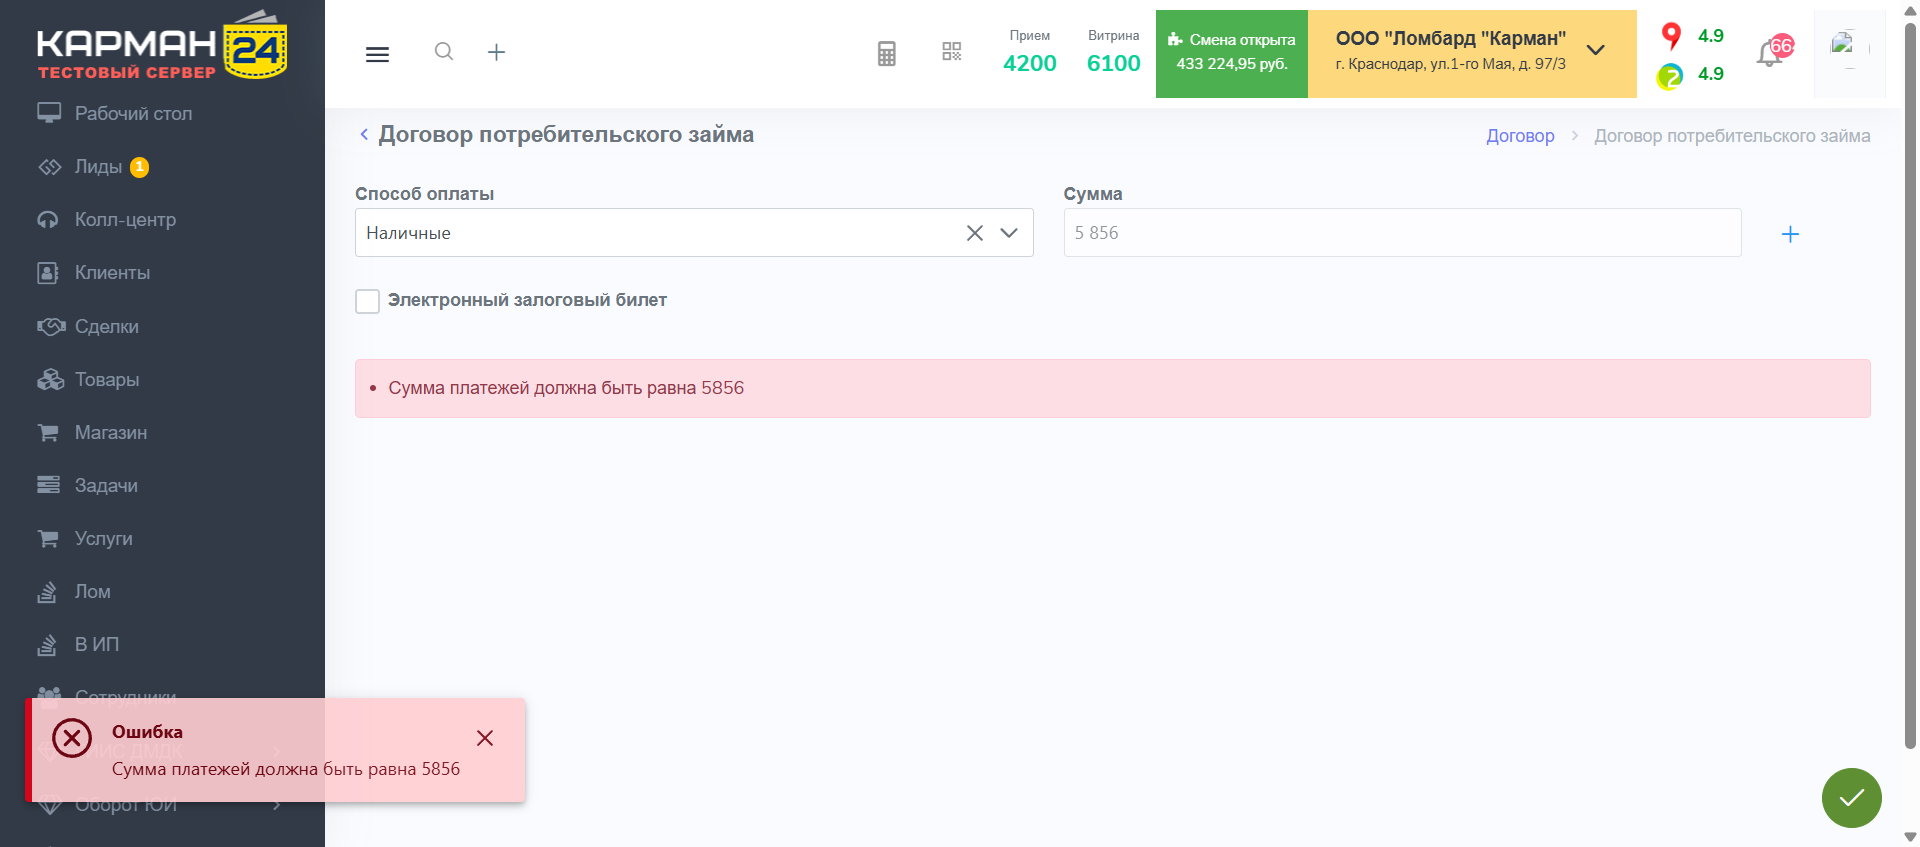 КАРМАН 24
ТЕСТОВЫЙ СЕРВЕР
Рабочий стол
Лиды 1
Колл-центр
Клиенты
Сделки
Товары
Магазин
Задачи
Услуги
Лом
В ИП
Сотрудники
ДМДК
Оборот ЮИ
Прием
4200
Витрина
6100
Смена открыта
433 224,95 руб.
ООО "Ломбард "Карман"
г. Краснодар, ул.1-го Мая, д. 97/3
4.9
4.9
Договор потребительского займа
Договор > Договор потребительского займа
Способ оплаты
Наличные
Сумма
5 856
Электронный залоговый билет
Сумма платежей должна быть равна 5856
Ошибка
Сумма платежей должна быть равна 5856